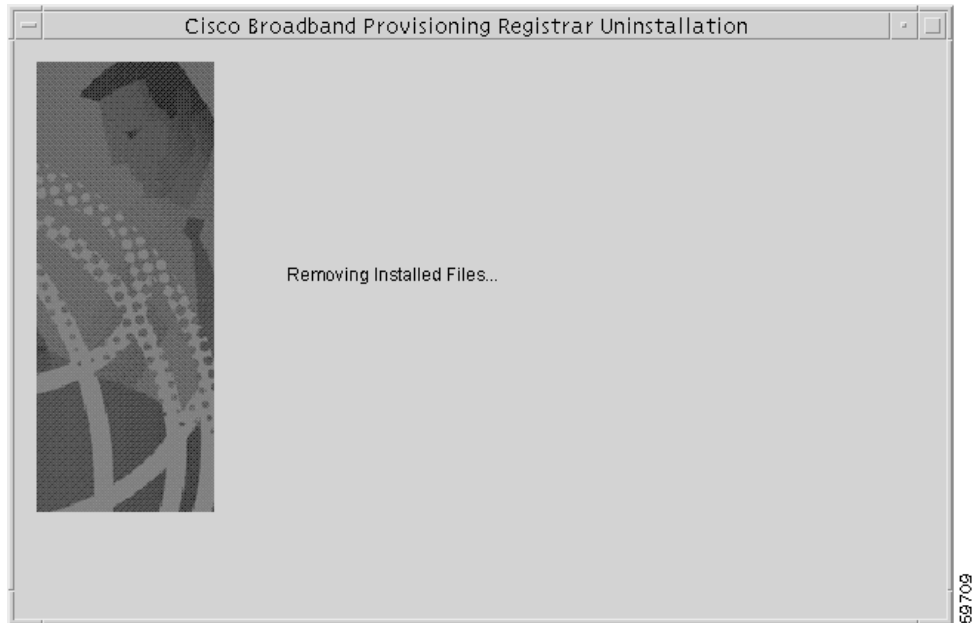 Cisco Broadband Provisioning Registrar Uninstallation
Removing Installed Files...
59709